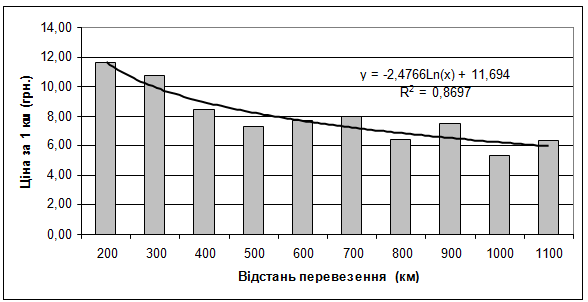 14,00
12,00
10,00
8,00
6,00
4,00
2,00
0,00
Ціна за 1 км (грн.)
y = -2,4766Ln(x) + 11,694
R² = 0,8697
200 300 400 500 600 700 800 900 1000 1100
Відстань перевезення (км)